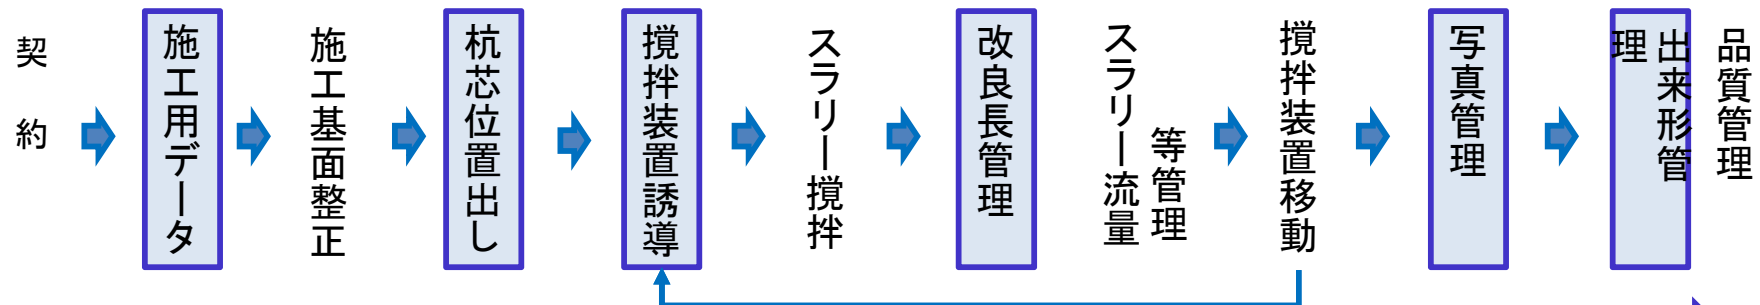 契約
施工用データ
施工基面整正
杭芯位置出し
撹拌装置誘導
スラリー撹拌
改良長管理
スラリー流量
等管理
撹拌装置移動
写真管理
出来形管
理
品質管理